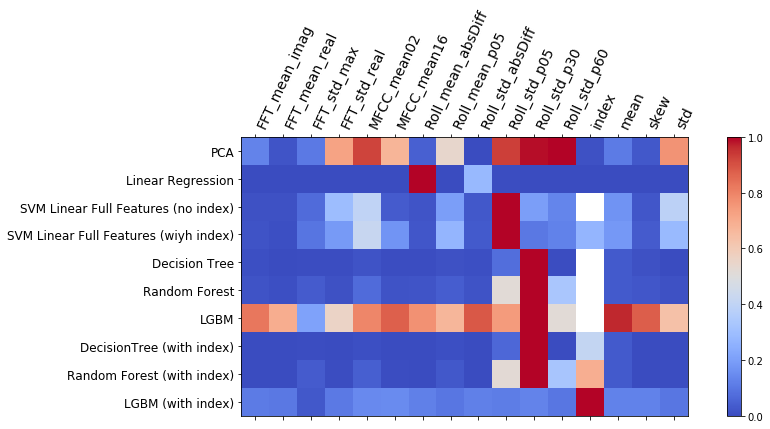 FFT_mean_imag
FFT_mean_real
FFT_std_max
FFT_std_real
MFCC_mean02
MFCC_mean16
Roll_mean_absDiff
Roll_mean_p05
Roll_std_absDiff
Roll_std_p05
Roll_std_p30
Roll_std_p60
index
mean
skew
std
PCA
Linear Regression
SVM Linear Full Features (no index)
SVM Linear Full Features (wiyh index)
Decision Tree
Random Forest
LGBM
DecisionTree (with index)
Random Forest (with index)
LGBM (with index)
1.0
0.8
0.6
0.4
0.2
0.0